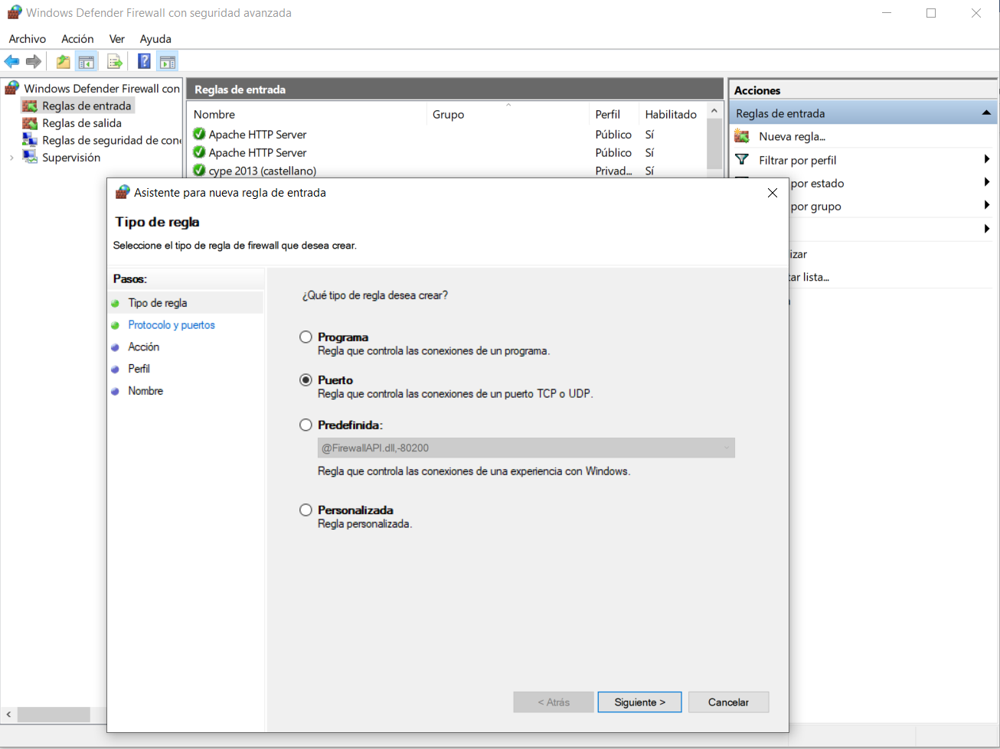 Windows Defender Firewall con seguridad avanzada
Archivo Acción Ver Ayuda
Windows Defender Firewall con
Reglas de entrada
Reglas de salida
Reglas de seguridad de cone
Supervisión
Reglas de entrada
Nombre Grupo Perfil Habilitado
Apache HTTP Server Público Sí
Apache HTTP Server Público Sí
cype 2013 (castellano) Privad... Sí
Acciones
Reglas de entrada
Nueva regla...
Filtrar por perfil
por estado
por grupo
izar
tar lista...
Asistente para nueva regla de entrada
Tipo de regla
Seleccione el tipo de regla de firewall que desea crear.
Pasos:
Tipo de regla
Protocolo y puertos
Acción
Perfil
Nombre
¿Qué tipo de regla desea crear?
Programa
Regla que controla las conexiones de un programa.
Puerto
Regla que controla las conexiones de un puerto TCP o UDP.
Predefinida:
@FirewallAPI.dll,-80200
Regla que controla las conexiones de una experiencia con Windows.
Personalizada
Regla personalizada.
< Atrás Siguiente > Cancelar